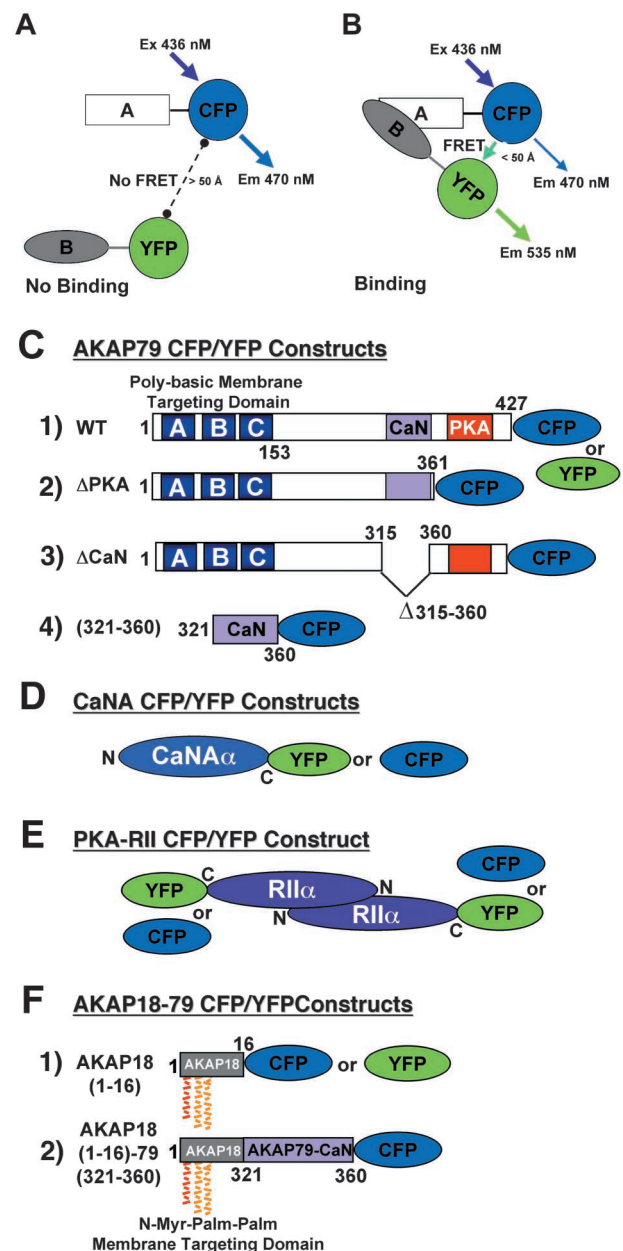 A
Ex 436 nM
A
CFP
No FRET
> 50 Å
Em 470 nM
B
YFP
No Binding
B
Ex 436 nM
A
CFP
B
FRET
< 50 Å
YFP
Em 470 nM
Em 535 nM
Binding
C AKAP79 CFP/YFP Constructs
Poly-basic Membrane
Targeting Domain
1) WT 1 A B C CaN PKA 427 CFP
153
or
YFP
2) ΔPKA 1 A B C 361 CFP
3) ΔCaN 1 A B C 315 360 CFP
Δ315-360
4) (321-360) 321 CaN CFP
360
D CaNA CFP/YFP Constructs
N CaNAα C YFP or CFP
E PKA-RII CFP/YFP Construct
YFP C RIIα N CFP
or or
CFP N RIIα C YFP
F AKAP18-79 CFP/YFPConstructs
1) AKAP18
(1-16)
1 AKAP18 16 CFP or YFP
2) AKAP18
(1-16)-79
(321-360)
1 AKAP18 AKAP79-CaN CFP
321 360
N-Myr-Palm-Palm
Membrane Targeting Domain